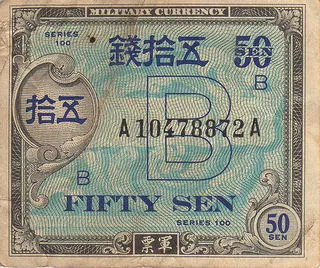 MILITARY CURRENCY
SERIES 100
錢拾五
50
SEN
B
拾五
B
A10478872A
B
FIFTY SEN
SERIES 100
票軍
50
SEN